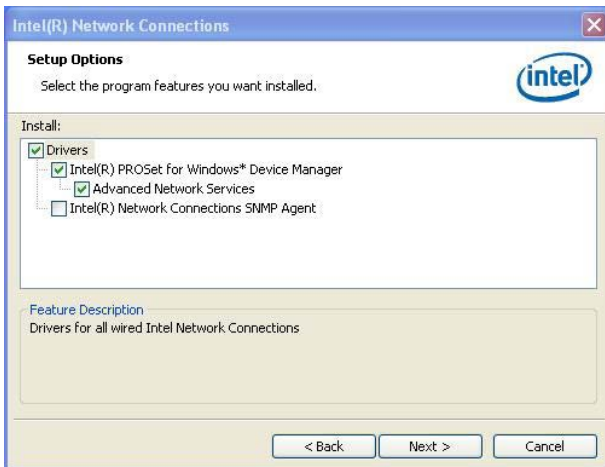 Intel(R) Network Connections
Setup Options
Select the program features you want installed.
intel
Install:
Drivers
Intel(R) PROSet for Windows* Device Manager
Advanced Network Services
Intel(R) Network Connections SNMP Agent
Feature Description
Drivers for all wired Intel Network Connections
< Back Next > Cancel